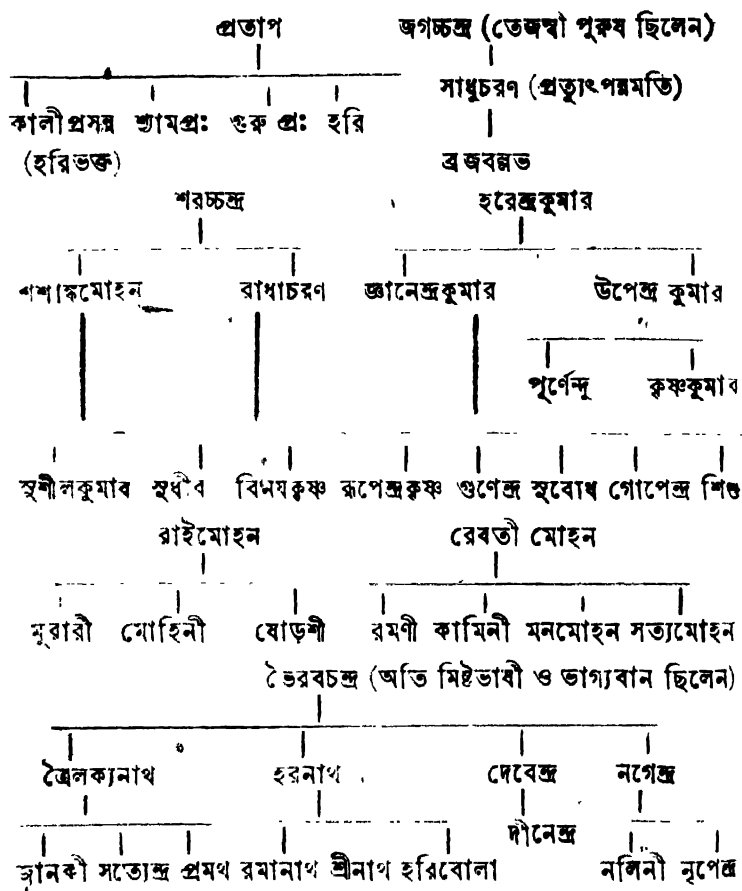 প্রতাপ জগচ্চন্দ্র (তেজস্বী পুরুষ ছিলেন)
সাধুচরণ (প্রত্যুৎপন্নমতি)
কালীপ্রসন্ন শ্যামপ্রঃ গুরু প্রঃ হরি
(হরিভক্ত) ব্রজবল্লভ
শরচ্চন্দ্র হরেন্দ্রকুমার
শশাঙ্কমোহন রাধাচরণ জ্ঞানেন্দ্রকুমার উপেন্দ্র কুমার
পূর্ণেন্দু কৃষ্ণকুমাব
সুশীলকুমাব সুধীব বিনযকৃষ্ণ রূপেন্দ্রকৃষ্ণ গুণেন্দ্র সুবোধ গোপেন্দ্র শিশু
রাইমোহন রেবতী মোহন
মুরারী মোহিনী ষোড়শী রমণী কামিনী মনমোহন সত্যমোহন
ভৈরবচন্দ্র (অতি মিষ্টভাষী ও ভাগ্যবান ছিলেন)
ত্রৈলক্যনাথ হরনাথ দেবেন্দ্র নগেন্দ্র
দীনেন্দ্র
জানকী সত্যেন্দ্র প্রমথ রমানাথ শ্রীনাথ হরিবোলা নলিনী নৃপেন্দ্র